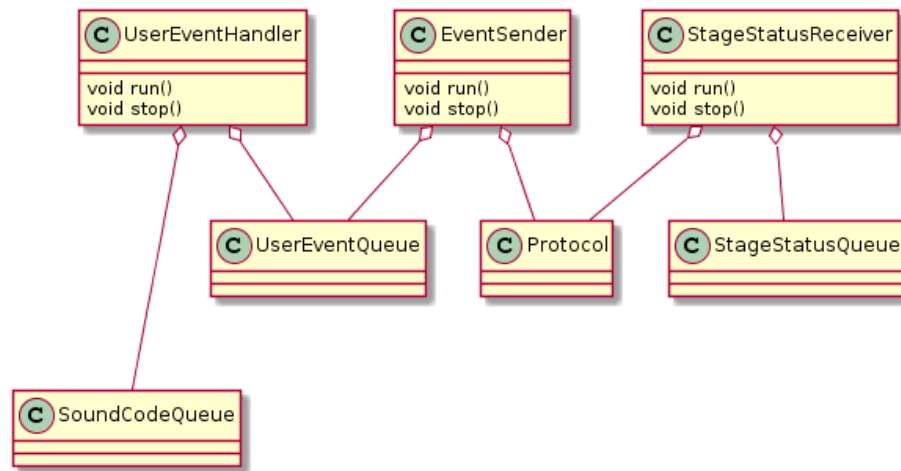 C UserEventHandler
void run()
void stop()
C EventSender
void run()
void stop()
C StageStatusReceiver
void run()
void stop()
C UserEventQueue
C Protocol
C StageStatusQueue
C SoundCodeQueue